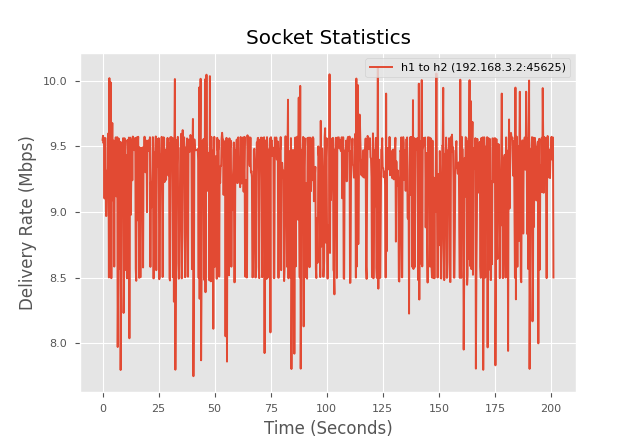 Socket Statistics
h1 to h2 (192.168.3.2:45625)
Delivery Rate (Mbps)
10.0
9.5
9.0
8.5
8.0
0 25 50 75 100 125 150 175 200
Time (Seconds)